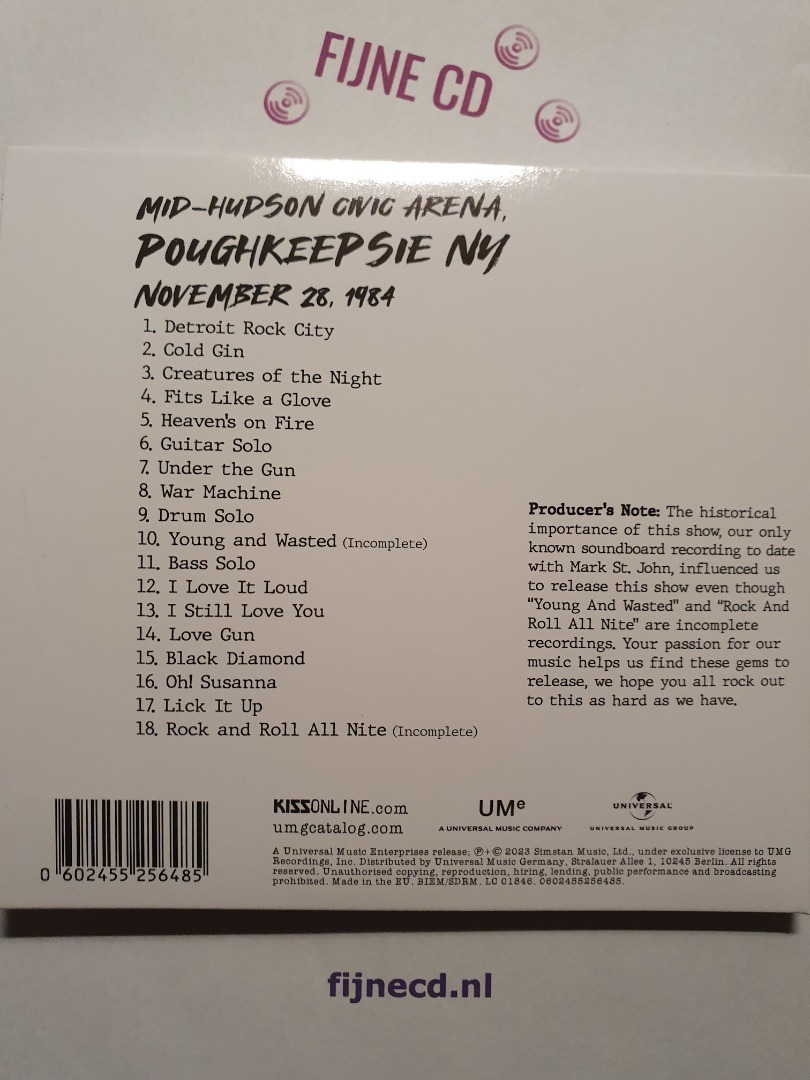 FIJNE CD
MID-HUDSON CIVIC ARENA,
POUGHKEEPSIE NY
NOVEMBER 28, 1984
1. Detroit Rock City
2. Cold Gin
3. Creatures of the Night
4. Fits Like a Glove
5. Heaven's on Fire
6. Guitar Solo
7. Under the Gun
8. War Machine
9. Drum Solo
10. Young and Wasted (Incomplete)
11. Bass Solo
12. I Love It Loud
13. I Still Love You
14. Love Gun
15. Black Diamond
16. Oh! Susanna
17. Lick It Up
18. Rock and Roll All Nite (Incomplete)
Producer's Note: The historical
importance of this show, our only
known soundboard recording to date
with Mark St. John, influenced us
to release this show even though
"Young And Wasted" and "Rock And
Roll All Nite" are incomplete
recordings. Your passion for our
music helps us find these gems to
release, we hope you all rock out
to this as hard as we have.
0 602455 256485
KISSONLINE.com
umgcatalog.com
UMe
A UNIVERSAL MUSIC COMPANY
UNIVERSAL
UNIVERSAL MUSIC GROUP
A Universal Music Enterprises release; ℗+© 2023 Simstan Music, Ltd., under exclusive license to UMG
Recordings, Inc. Distributed by Universal Music Germany, Stralauer Allee 1, 10245 Berlin. All rights
reserved. Unauthorised copying, reproduction, hiring, lending, public performance and broadcasting
prohibited. Made in the EU. BIEM/SDRM. LC 01846. 0602455256485.
fijnecd.nl